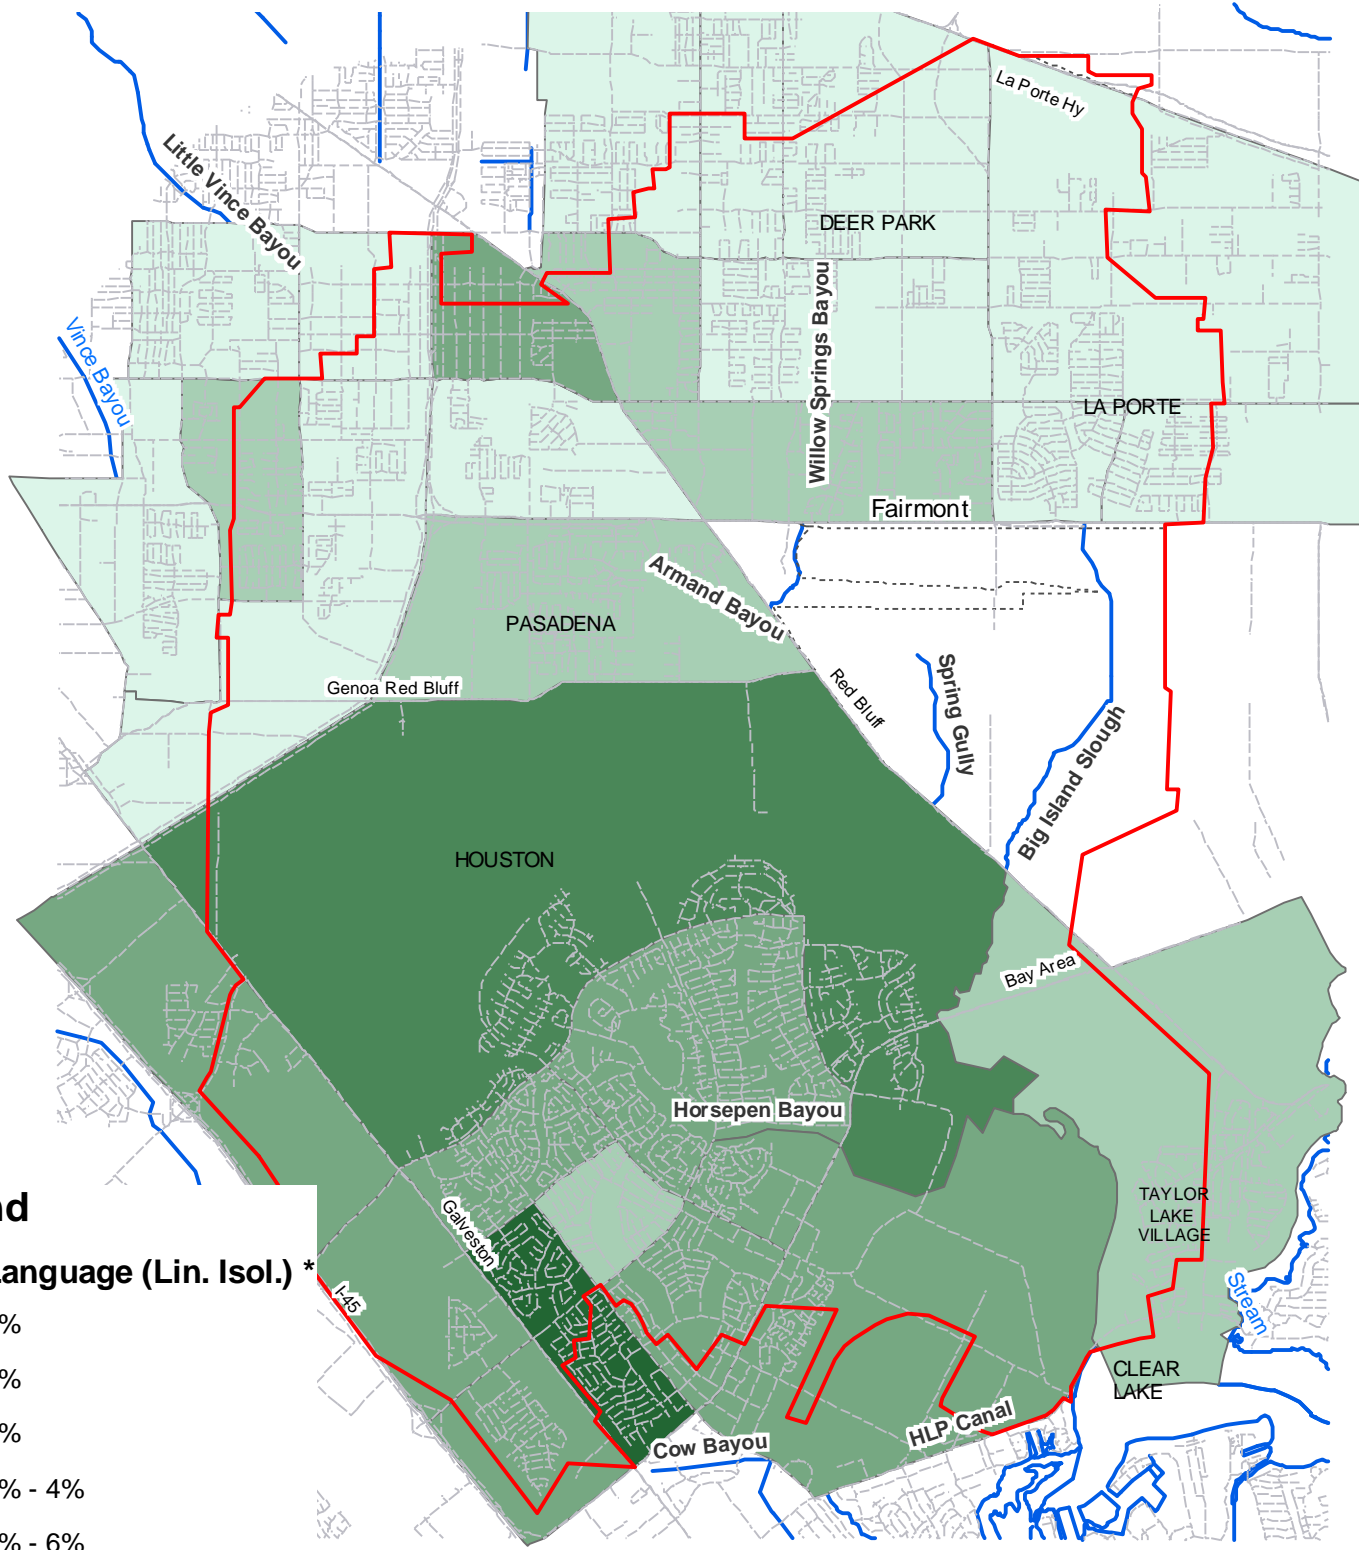 La Porte Hy
Little Vince Bayou
DEER PARK
Willow Springs Bayou
Vince Bayou
LA PORTE
Fairmont
Armand Bayou
PASADENA
Genoa Red Bluff
Red Bluff
Spring Gully
Big Island Slough
HOUSTON
Bay Area
Horsepen Bayou
TAYLOR
LAKE
VILLAGE
Galveston
nd
anguage (Lin. Isol.) *
I-45
Stream
%
%
CLEAR
LAKE
%
HLP Canal
Cow Bayou
% - 4%
% - 6%